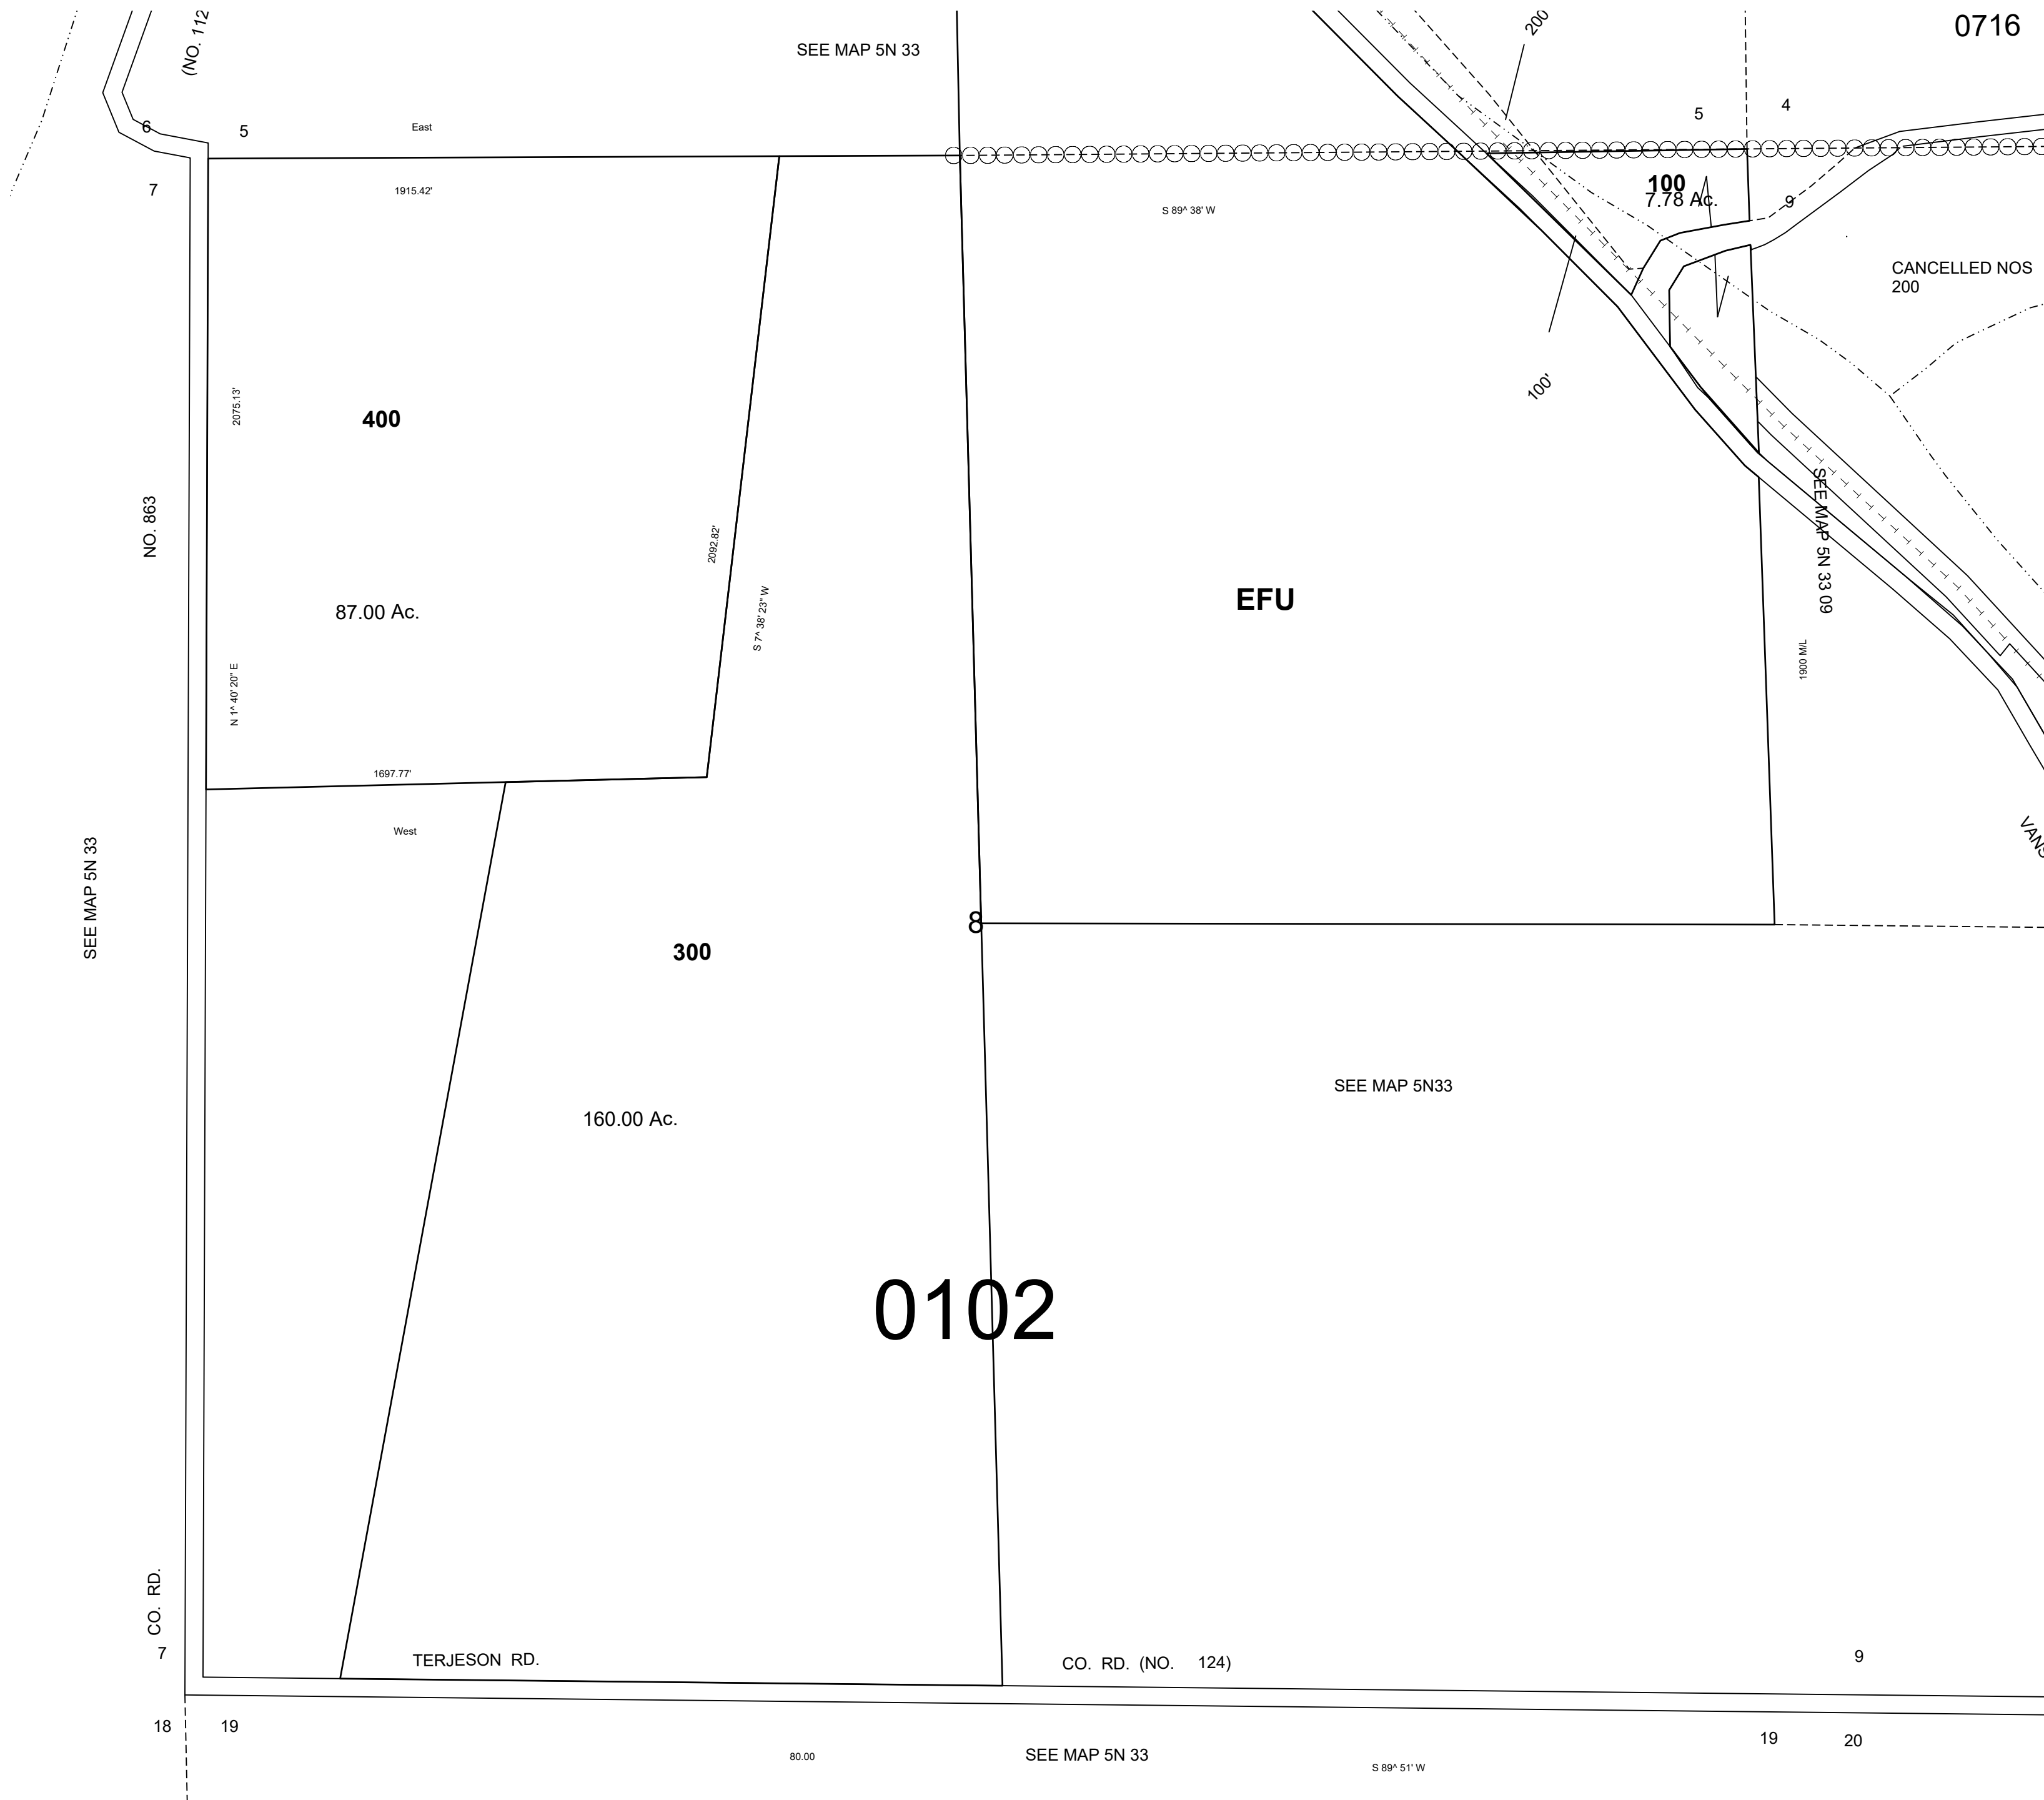 0716
(NO. 112
200
SEE MAP 5N 33
4
5
6
5
East
100
7.78 Ac.
7
1915.42'
9
S 89^ 38' W
CANCELLED NOS
200
100'
2075.13'
400
NO. 863
2092.82'
SEE MAP 5N 33 09
EFU
87.00 Ac.
S 7^ 38' 23" W
1900 M/L
N 1^ 40' 20" E
1697.77'
West
VANS
SEE MAP 5N 33
8
300
SEE MAP 5N33
160.00 Ac.
0102
CO. RD.
7
TERJESON RD.
CO. RD. (NO. 124)
9
18
19
19
20
80.00
SEE MAP 5N 33
S 89^ 51' W